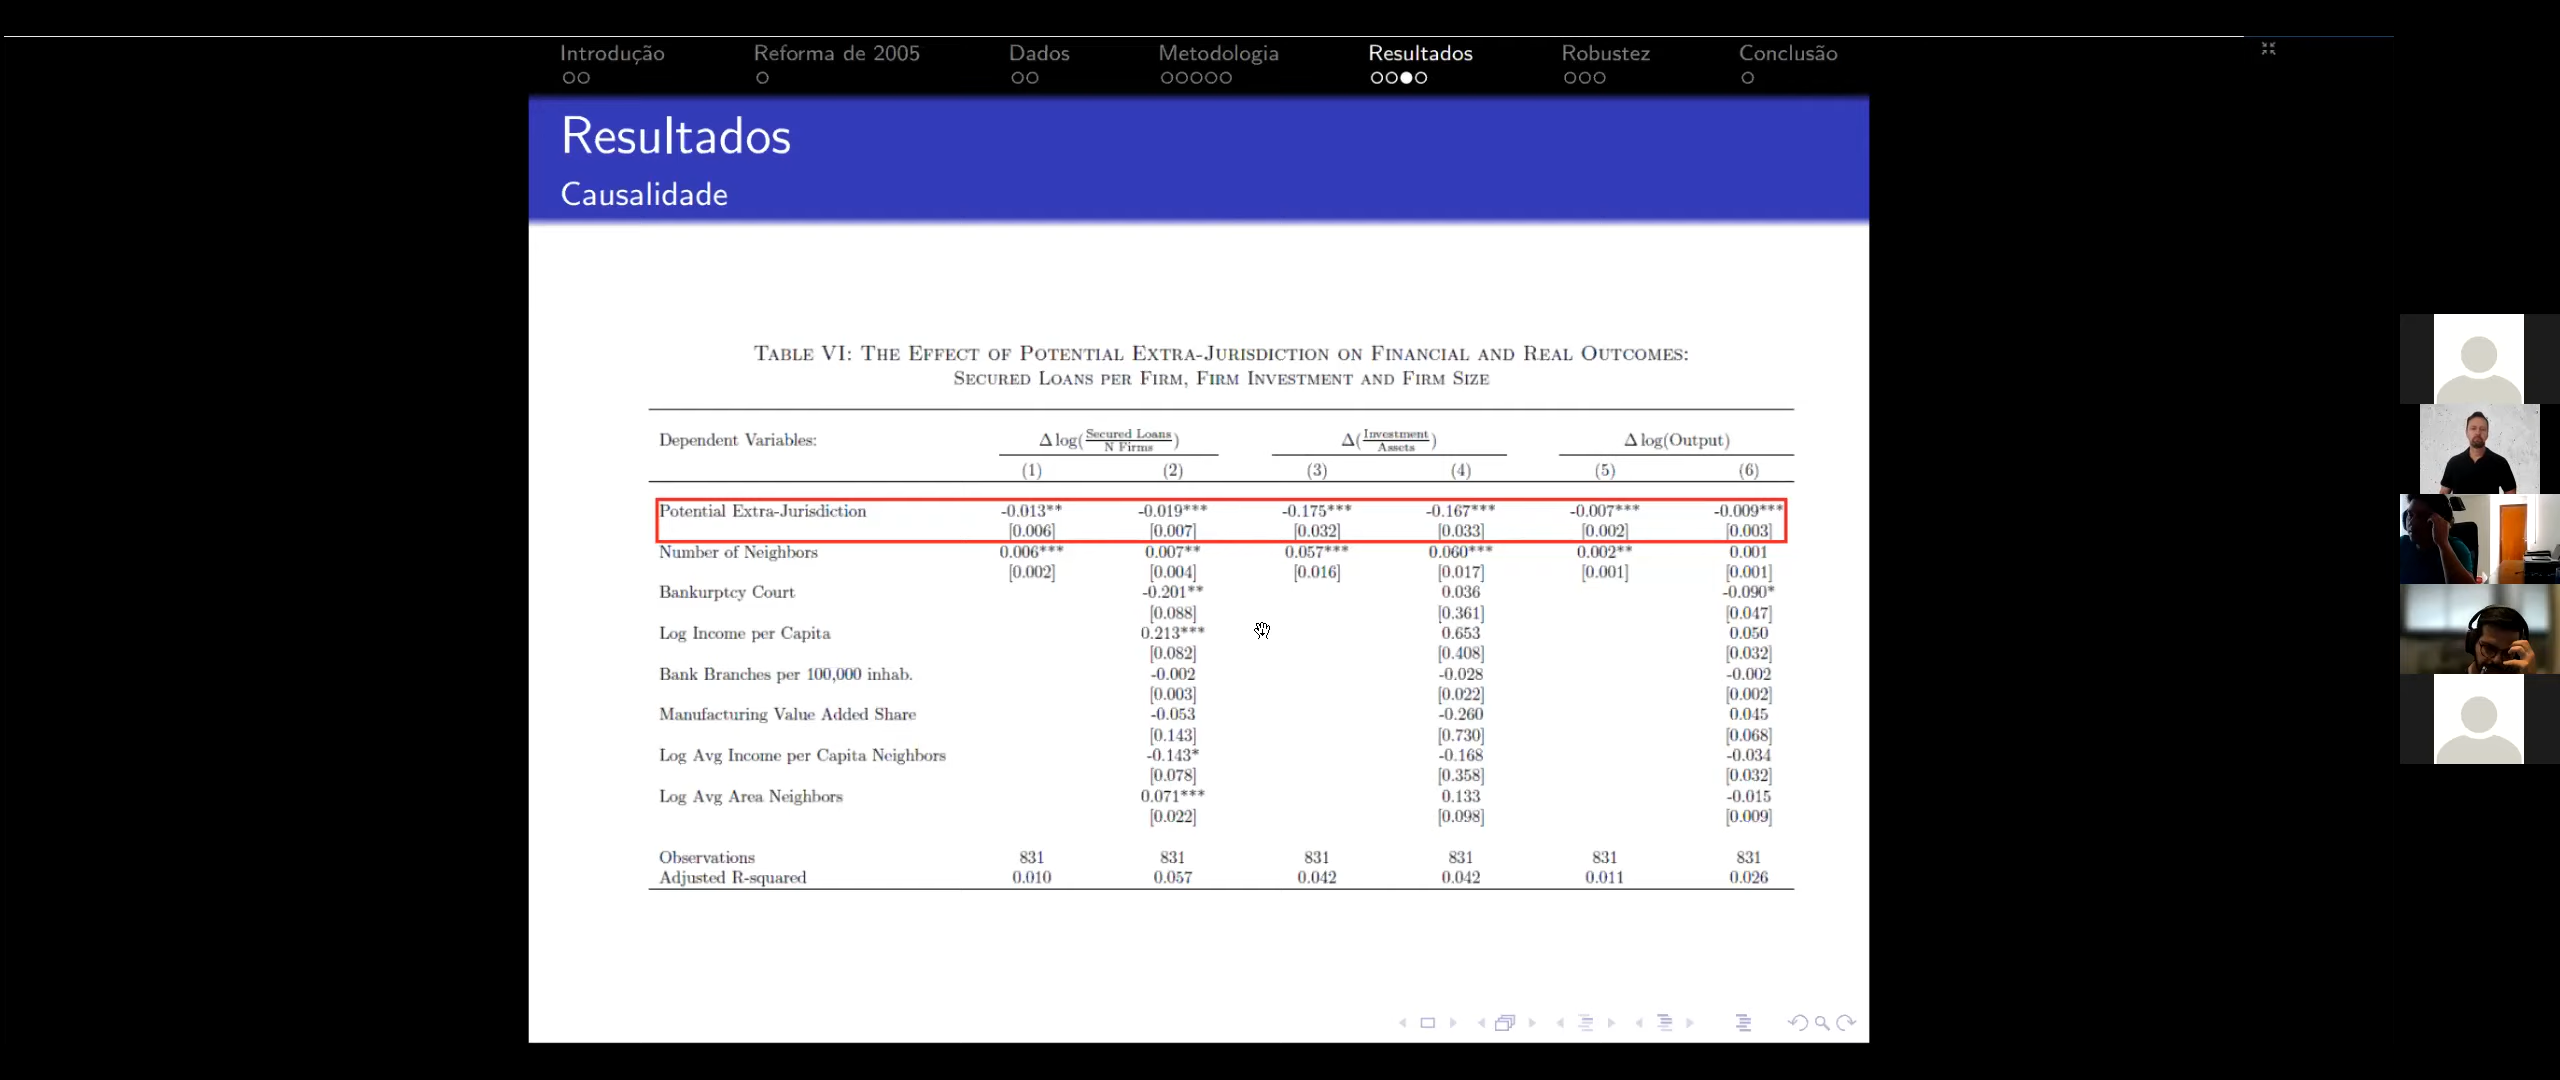 Introdução Reforma de 2005 Dados Metodologia Resultados Robustez Conclusão
Resultados
Causalidade
TABLE VI: THE EFFECT OF POTENTIAL EXTRA-JURISDICTION ON FINANCIAL AND REAL OUTCOMES:
SECURED LOANS PER FIRM, FIRM INVESTMENT AND FIRM SIZE
Dependent Variables: Δ log(Secured Loans / N Firms) Δ(Investment / Assets) Δ log(Output)
(1) (2) (3) (4) (5) (6)
Potential Extra-Jurisdiction -0.013** -0.019*** -0.175*** -0.167*** -0.007*** -0.009***
[0.006] [0.007] [0.032] [0.033] [0.002] [0.003]
Number of Neighbors 0.006*** 0.007** 0.057*** 0.060*** 0.002** 0.001
[0.002] [0.004] [0.016] [0.017] [0.001] [0.001]
Bankurptcy Court -0.201** 0.036 -0.090*
[0.088] [0.361] [0.047]
Log Income per Capita 0.213*** 0.653 0.050
[0.082] [0.408] [0.032]
Bank Branches per 100,000 inhab. -0.002 -0.028 -0.002
[0.003] [0.022] [0.002]
Manufacturing Value Added Share -0.053 -0.260 0.045
[0.143] [0.730] [0.068]
Log Avg Income per Capita Neighbors -0.143* -0.168 -0.034
[0.078] [0.358] [0.032]
Log Avg Area Neighbors 0.071*** 0.133 -0.015
[0.022] [0.098] [0.009]
Observations 831 831 831 831 831 831
Adjusted R-squared 0.010 0.057 0.042 0.042 0.011 0.026